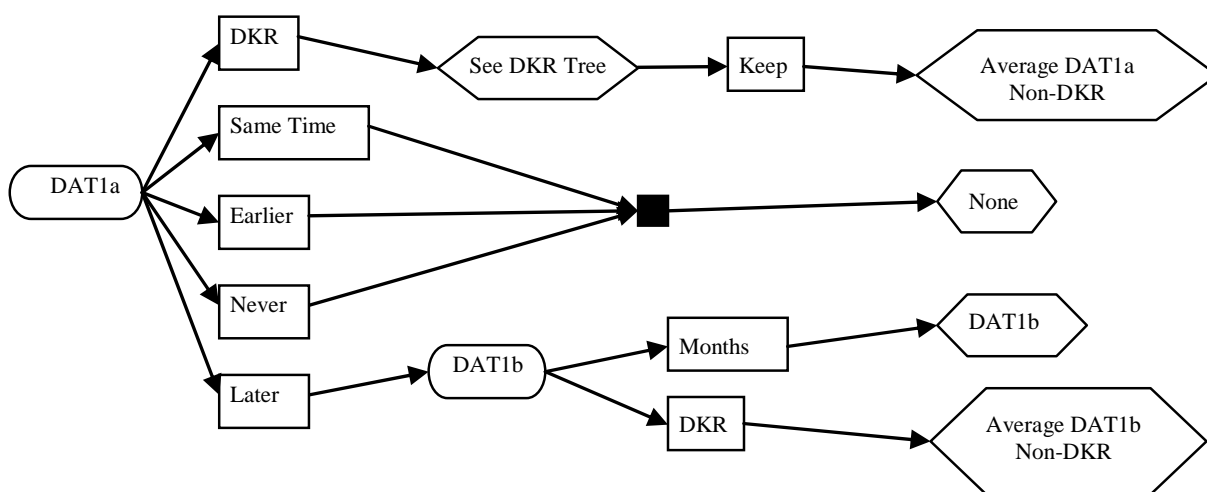 DKR
See DKR Tree
Keep
Average DAT1a
Non-DKR
Same Time
DAT1a
Earlier
None
Never
DAT1b
Months
DAT1b
Later
DKR
Average DAT1b
Non-DKR